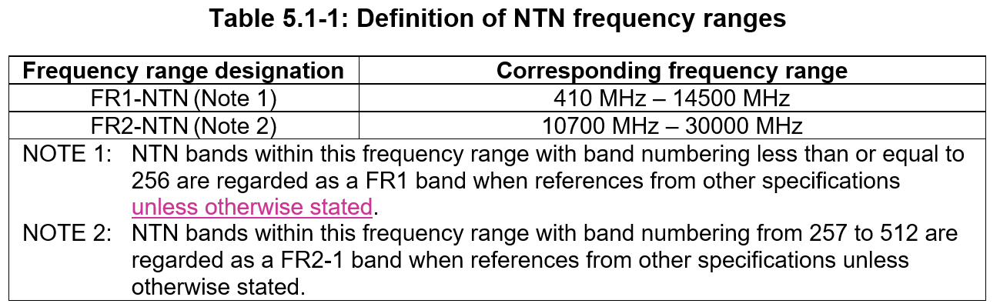 Table 5.1-1: Definition of NTN frequency ranges
Frequency range designation Corresponding frequency range
FR1-NTN (Note 1) 410 MHz – 14500 MHz
FR2-NTN (Note 2) 10700 MHz – 30000 MHz
NOTE 1: NTN bands within this frequency range with band numbering less than or equal to
256 are regarded as a FR1 band when references from other specifications
unless otherwise stated.
NOTE 2: NTN bands within this frequency range with band numbering from 257 to 512 are
regarded as a FR2-1 band when references from other specifications unless
otherwise stated.